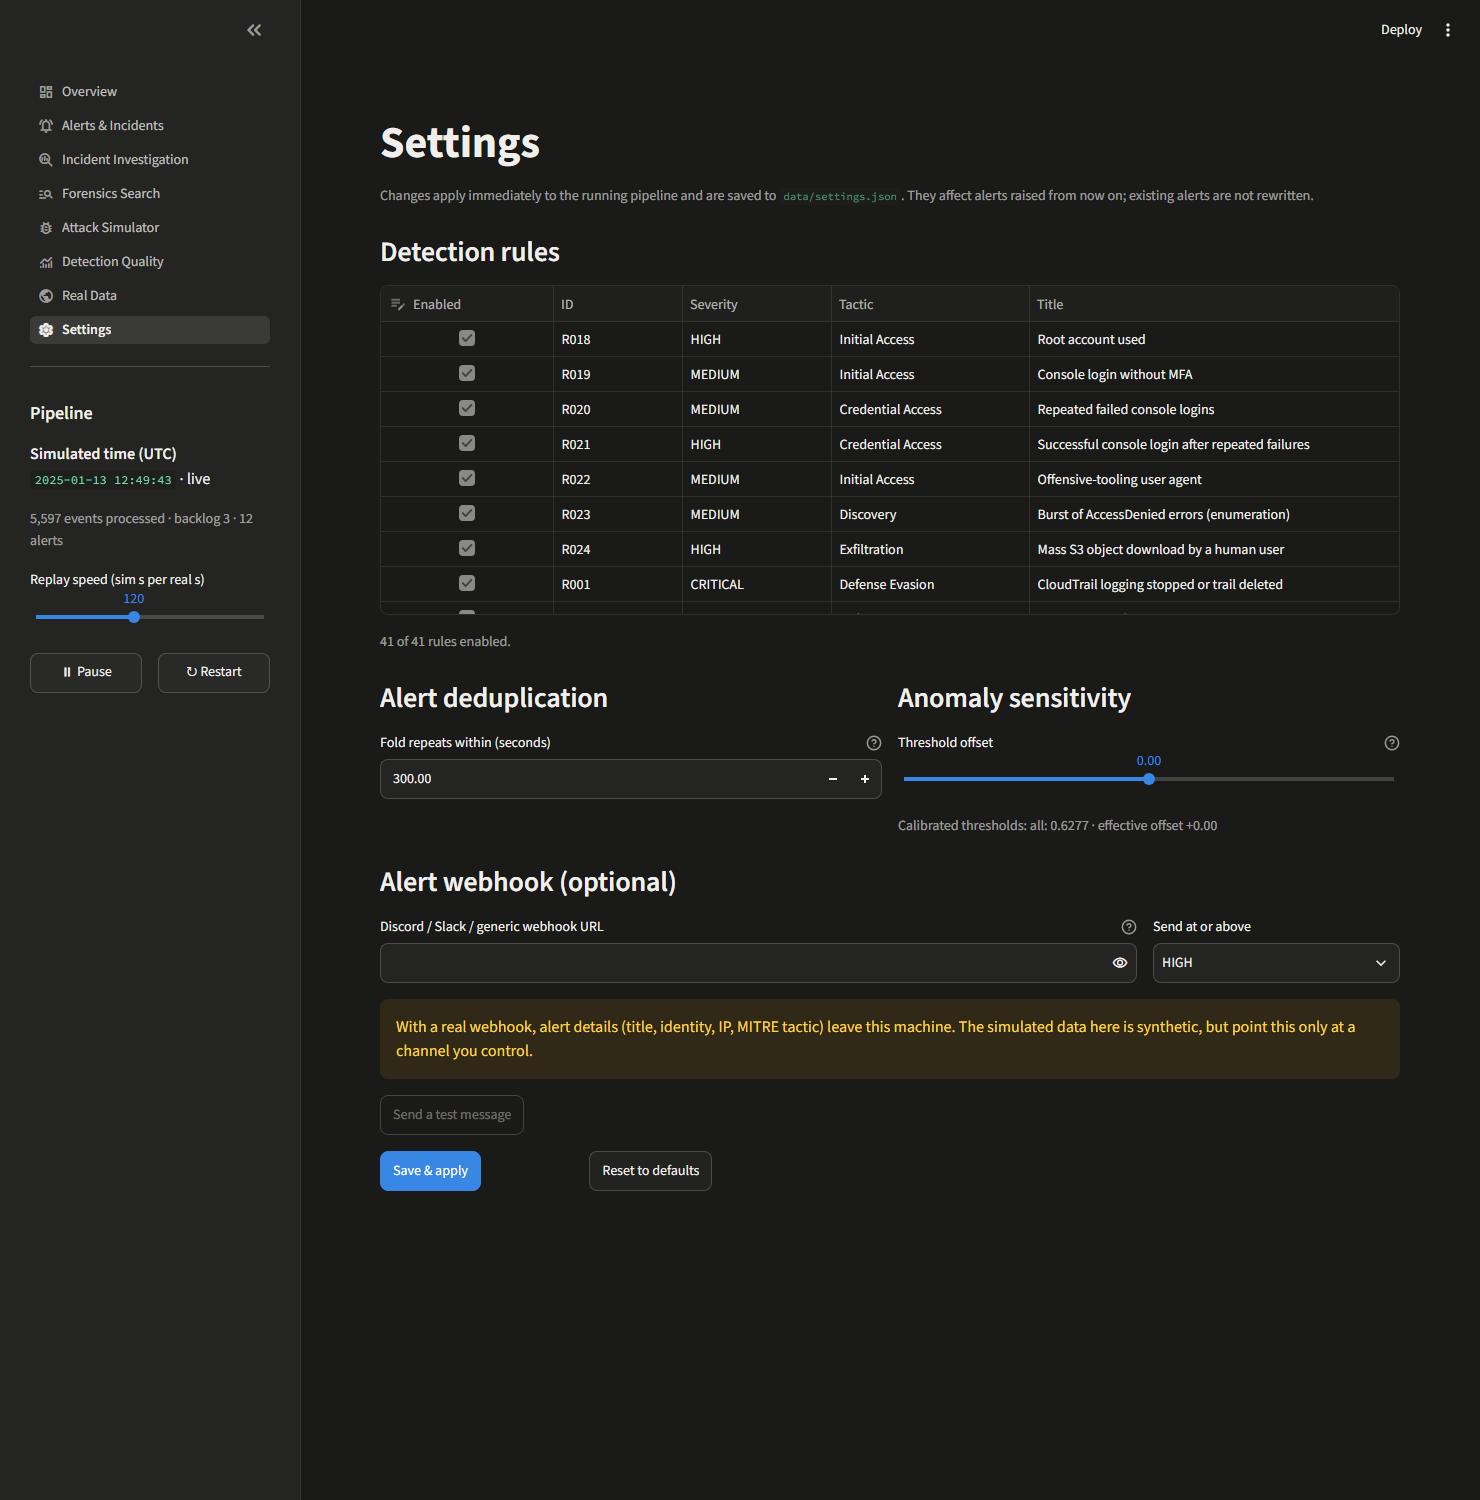 Deploy
Overview
Alerts & Incidents
Incident Investigation
Forensics Search
Attack Simulator
Detection Quality
Real Data
Settings
Pipeline
Simulated time (UTC)
2025-01-13 12:49:43 · live
5,597 events processed · backlog 3 · 12
alerts
Replay speed (sim s per real s)
120
Pause
↻ Restart
Settings
Changes apply immediately to the running pipeline and are saved to data/settings.json . They affect alerts raised from now on; existing alerts are not rewritten.
Detection rules
Enabled ID Severity Tactic Title
R018 HIGH Initial Access Root account used
R019 MEDIUM Initial Access Console login without MFA
R020 MEDIUM Credential Access Repeated failed console logins
R021 HIGH Credential Access Successful console login after repeated failures
R022 MEDIUM Initial Access Offensive-tooling user agent
R023 MEDIUM Discovery Burst of AccessDenied errors (enumeration)
R024 HIGH Exfiltration Mass S3 object download by a human user
R001 CRITICAL Defense Evasion CloudTrail logging stopped or trail deleted
41 of 41 rules enabled.
Alert deduplication
Fold repeats within (seconds)
300.00
Anomaly sensitivity
Threshold offset
0.00
Calibrated thresholds: all: 0.6277 · effective offset +0.00
Alert webhook (optional)
Discord / Slack / generic webhook URL
Send at or above
HIGH
With a real webhook, alert details (title, identity, IP, MITRE tactic) leave this machine. The simulated data here is synthetic, but point this only at a
channel you control.
Send a test message
Save & apply
Reset to defaults